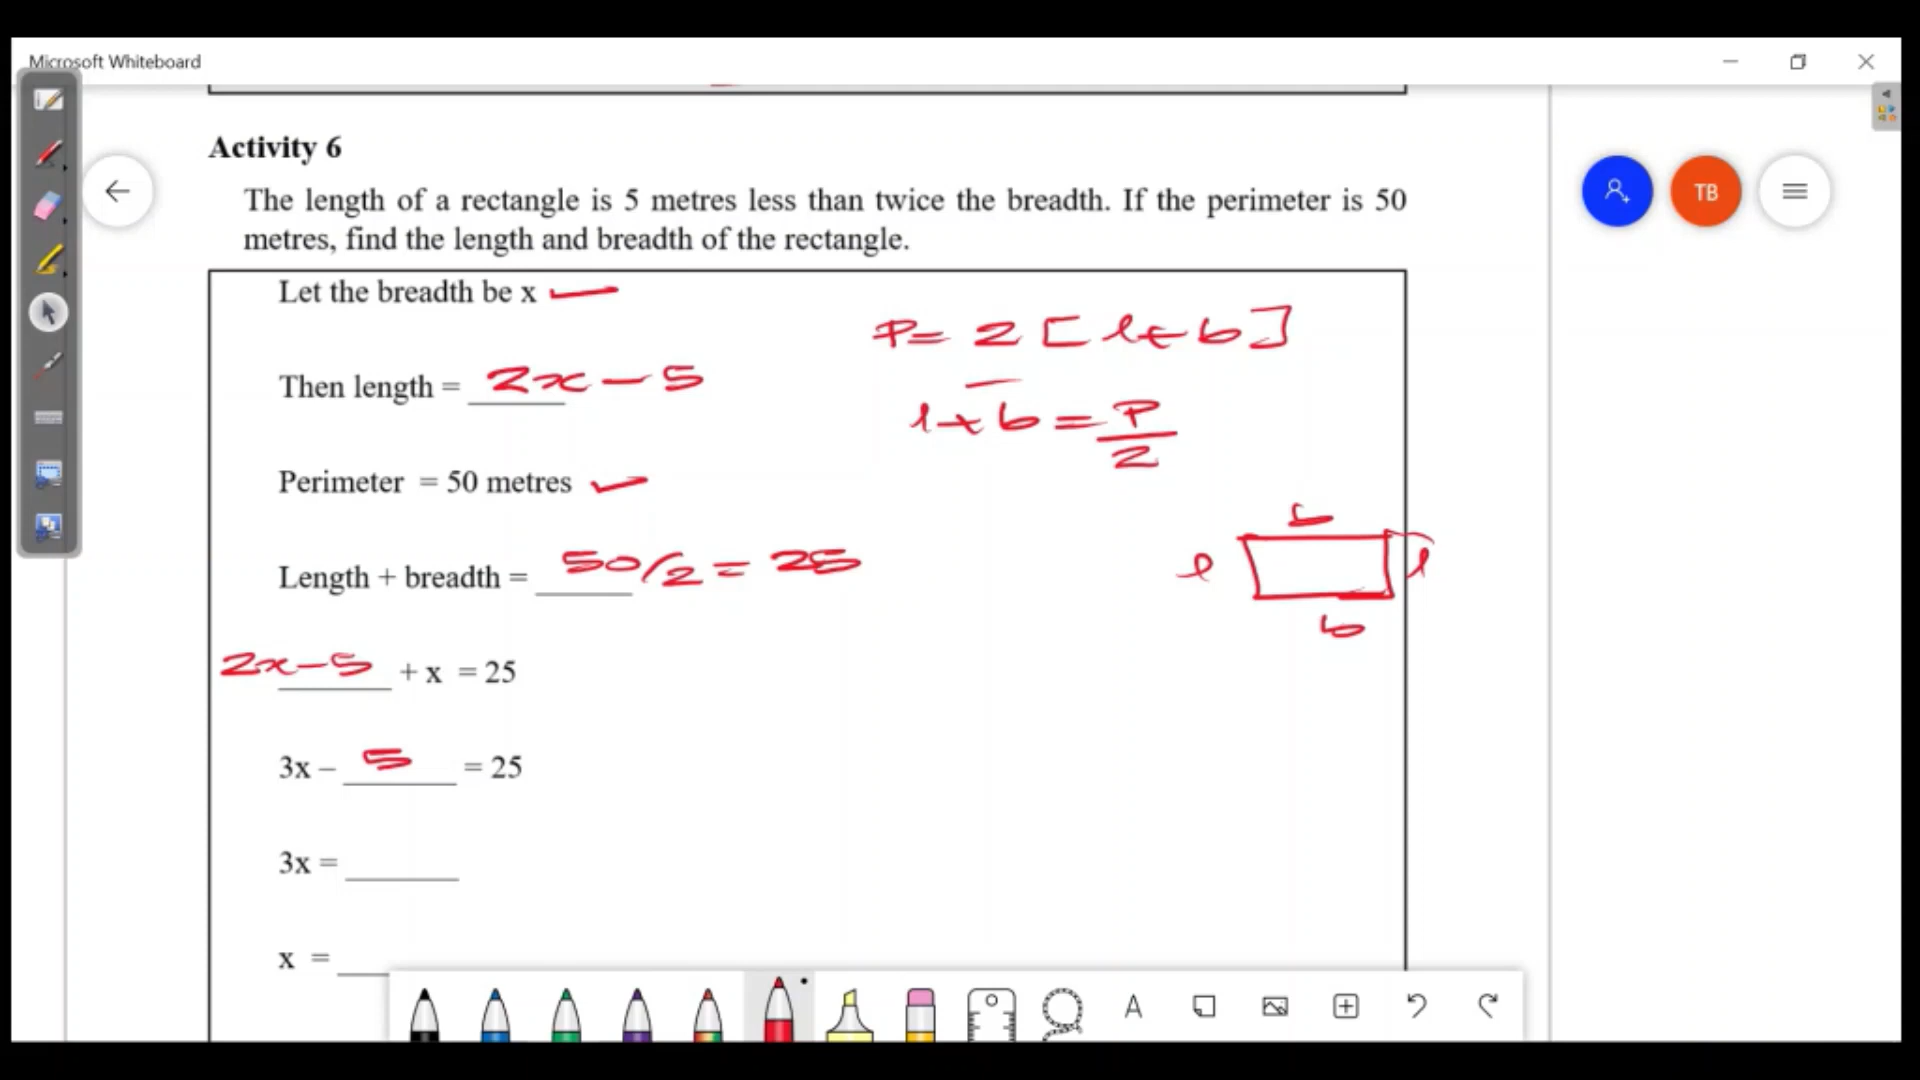 Microsoft Whiteboard
Activity 6
TB
The length of a rectangle is 5 metres less than twice the breadth. If the perimeter is 50
metres, find the length and breadth of the rectangle.
Let the breadth be x
P = 2 [ l + b ]
Then length = 2x - 5
l + b = P/2
Perimeter = 50 metres
b
Length + breadth = 50/2 = 25
l l
b
2x-5 + x = 25
3x – 5 = 25
3x = ______
x = ___
A